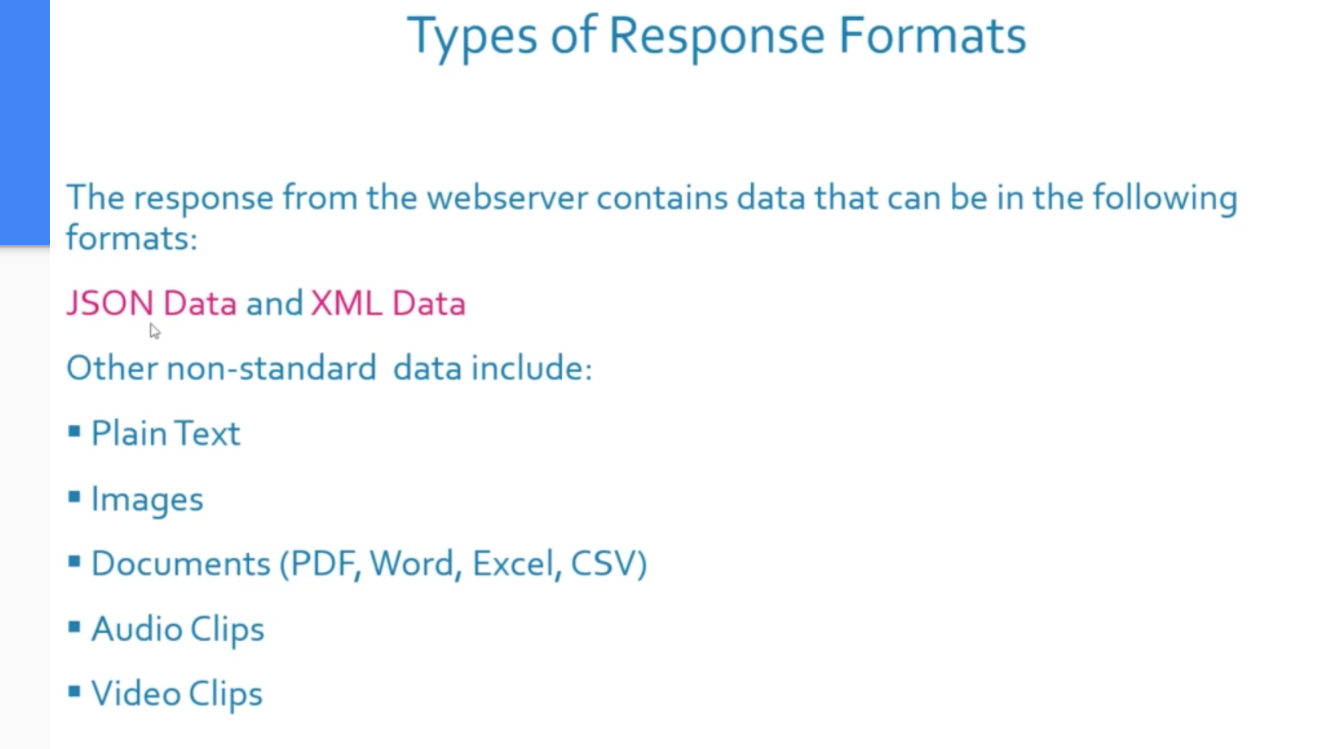 Types of Response Formats
The response from the webserver contains data that can be in the following
formats:
JSON Data and XML Data
Other non-standard data include:
▪ Plain Text
▪ Images
▪ Documents (PDF, Word, Excel, CSV)
▪ Audio Clips
▪ Video Clips